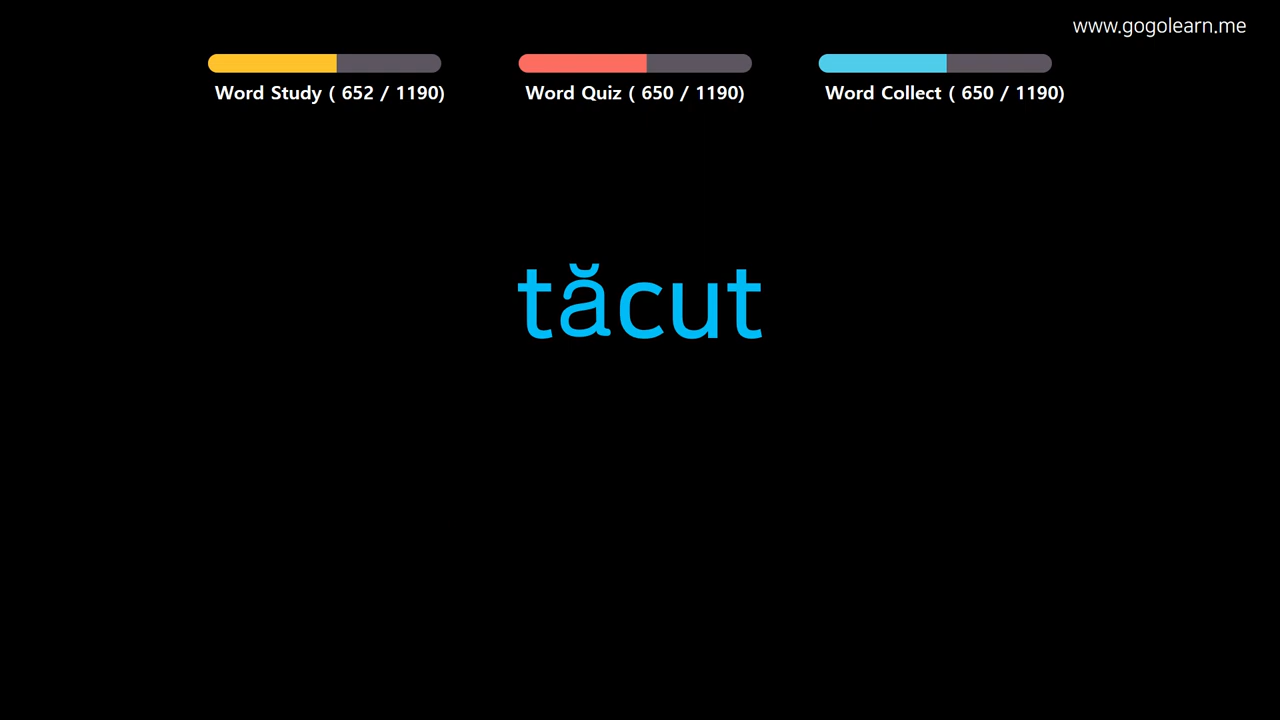 www.gogolearn.me
Word Study ( 652 / 1190)
Word Quiz ( 650 / 1190)
Word Collect ( 650 / 1190)
tăcut